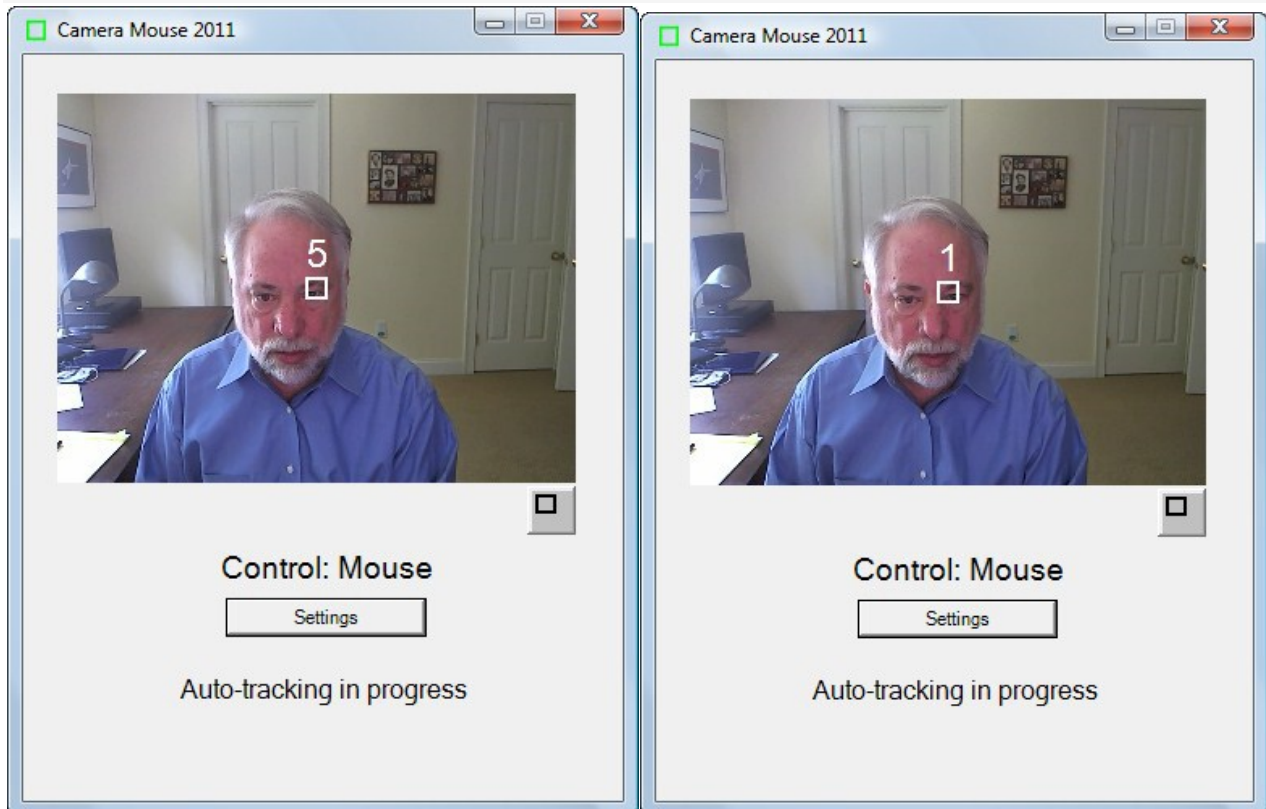 Camera Mouse 2011
5
Control: Mouse
Settings
Auto-tracking in progress
Camera Mouse 2011
1
Control: Mouse
Settings
Auto-tracking in progress